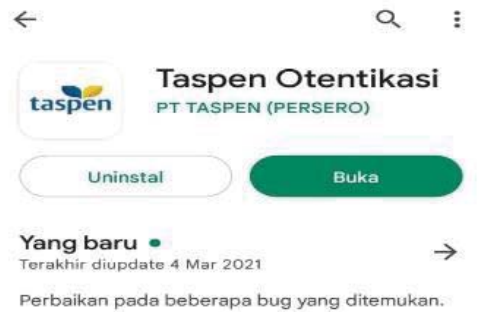 taspen
Taspen Otentikasi
PT TASPEN (PERSERO)
Uninstal
Buka
Yang baru
Terakhir diupdate 4 Mar 2021
Perbaikan pada beberapa bug yang ditemukan.